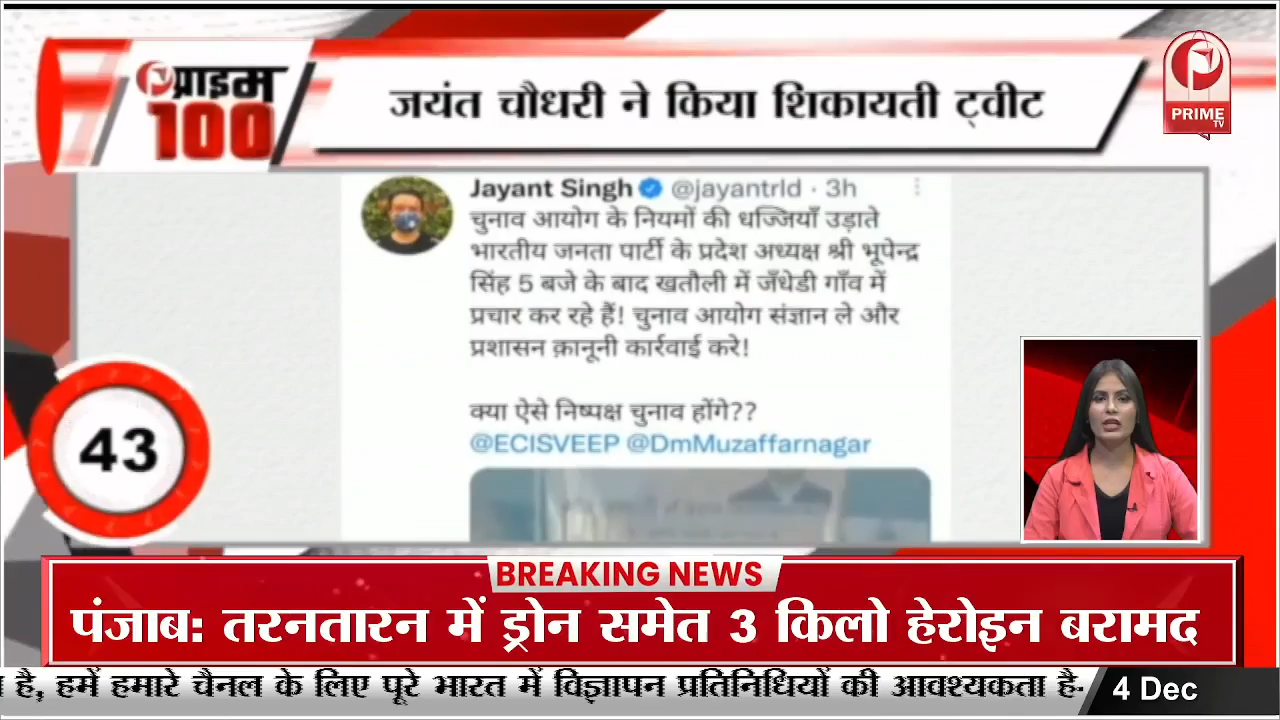 प्राइम
100
जयंत चौधरी ने किया शिकायती ट्वीट
PRIME
TV
Jayant Singh @jayantrld · 3h
चुनाव आयोग के नियमों की धज्जियाँ उड़ाते
भारतीय जनता पार्टी के प्रदेश अध्यक्ष श्री भूपेन्द्र
सिंह 5 बजे के बाद खतौली में जँधेडी गाँव में
प्रचार कर रहे हैं! चुनाव आयोग संज्ञान ले और
प्रशासन क़ानूनी कार्रवाई करे!
क्या ऐसे निष्पक्ष चुनाव होंगे??
@ECISVEEP @DmMuzaffarnagar
43
BREAKING NEWS
पंजाब: तरनतारन में ड्रोन समेत 3 किलो हेरोइन बरामद
है, हमें हमारे चैनल के लिए पूरे भारत में विज्ञापन प्रतिनिधियों की आवश्यकता है-
4 Dec